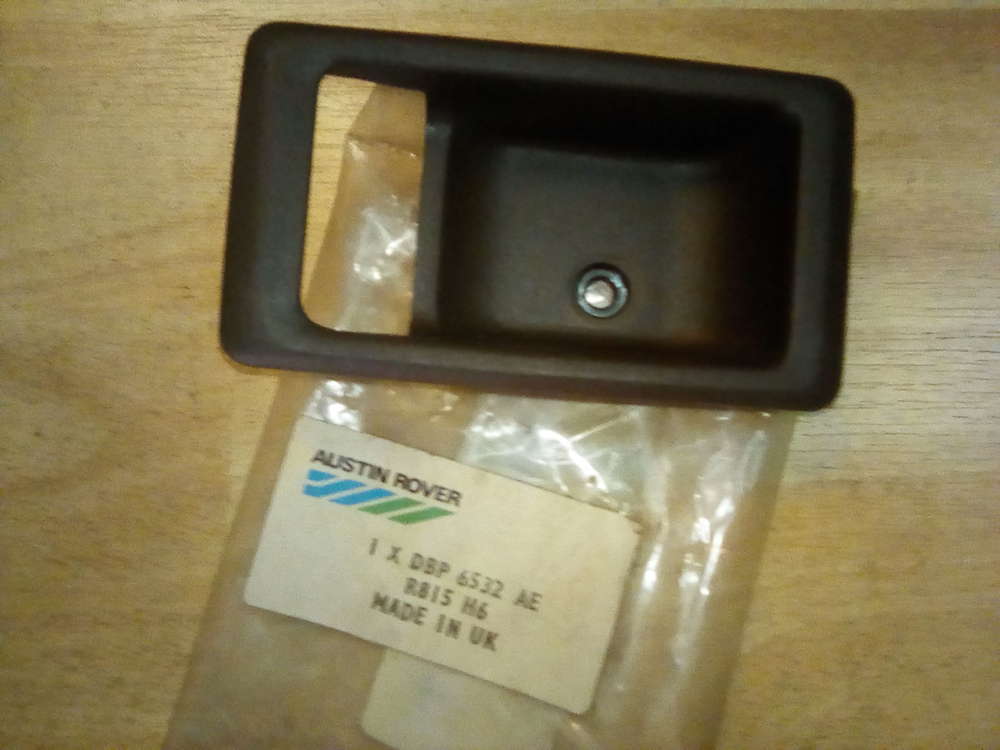 AUSTIN ROVER
1 X DBP 6532 AE
R815 H6
MADE IN UK